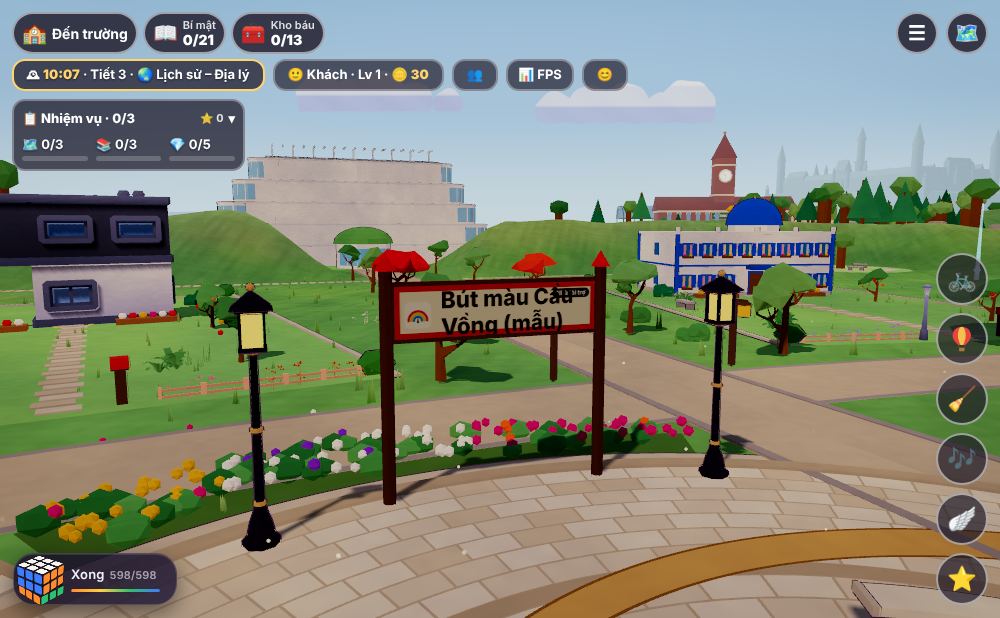 Đến trường
Bí mật
0/21
Kho báu
0/13
10:07 · Tiết 3 · Lịch sử – Địa lý
Khách · Lv 1 · 30
FPS
Nhiệm vụ · 0/3
0
0/3
0/3
0/5
Bút màu Cầu
Vồng (mẫu)
Xong 598/598